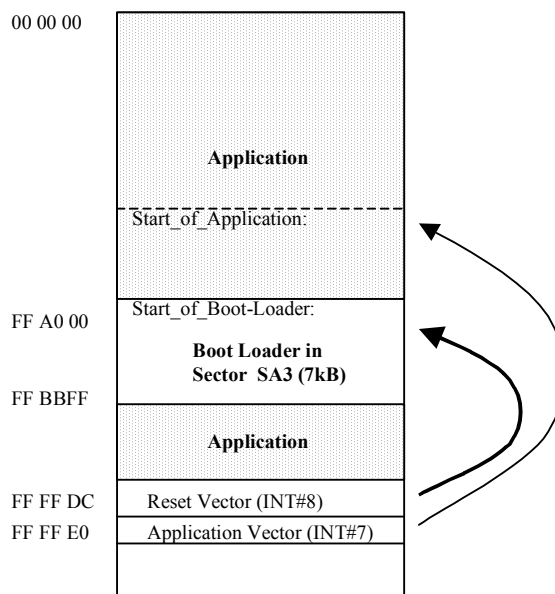 00 00 00
Application
Start_of_Application:
Start_of_Boot-Loader:
FF A0 00
Boot Loader in
Sector SA3 (7kB)
FF BBFF
Application
FF FF DC
Reset Vector (INT#8)
FF FF E0
Application Vector (INT#7)